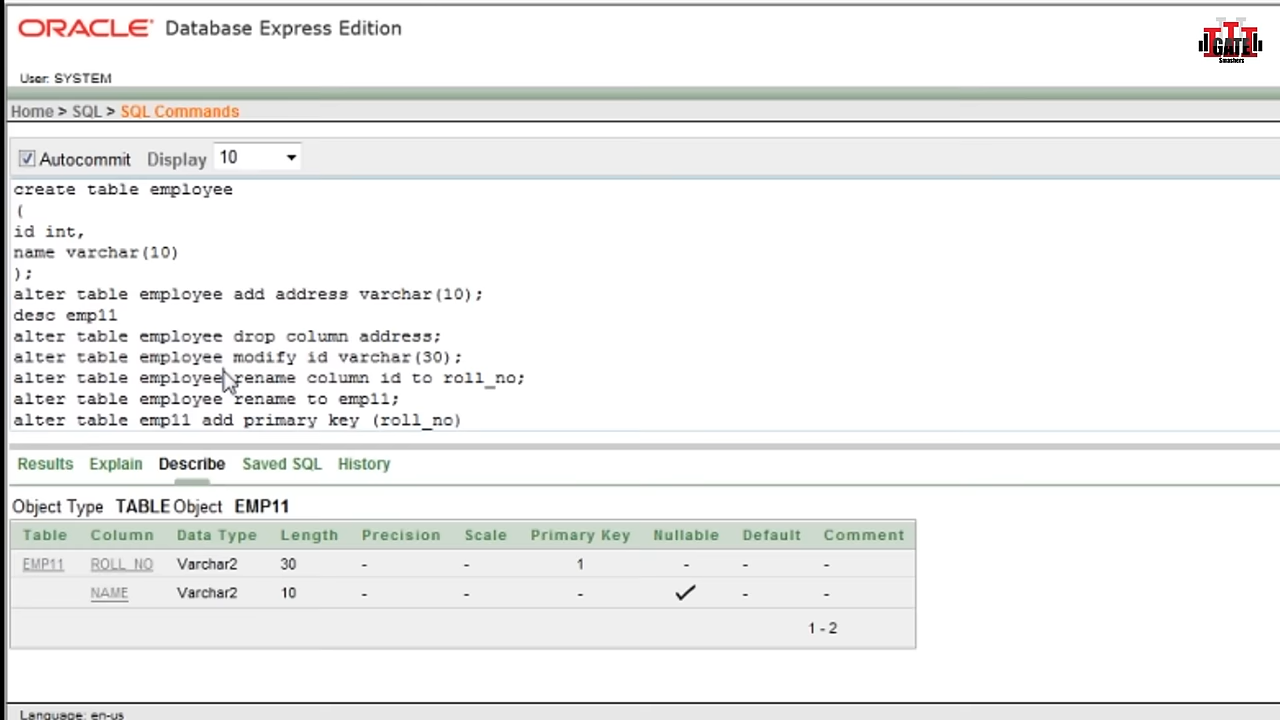 ORACLE Database Express Edition
GATE
Smashers
User: SYSTEM
Home > SQL > SQL Commands
Autocommit Display 10
create table employee
(
id int,
name varchar(10)
);
alter table employee add address varchar(10);
desc emp11
alter table employee drop column address;
alter table employee modify id varchar(30);
alter table employee rename column id to roll_no;
alter table employee rename to emp11;
alter table emp11 add primary key (roll_no)
Results Explain Describe Saved SQL History
Object Type TABLE Object EMP11
Table Column Data Type Length Precision Scale Primary Key Nullable Default Comment
EMP11 ROLL_NO Varchar2 30 - - 1 - - -
NAME Varchar2 10 - - - ✓ - -
1 - 2
Language: en-us